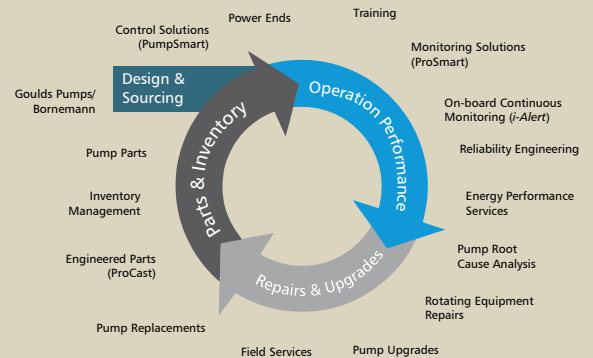 Power Ends
Training
Control Solutions
(PumpSmart)
Monitoring Solutions
(ProSmart)
Design &
Sourcing
Operation Performance
Goulds Pumps/
Bornemann
On-board Continuous
Monitoring (i-Alert)
Parts & Inventory
Pump Parts
Reliability Engineering
Inventory
Management
Energy Performance
Services
Engineered Parts
(ProCast)
Pump Root
Cause Analysis
Repairs & Upgrades
Rotating Equipment
Repairs
Pump Replacements
Field Services
Pump Upgrades